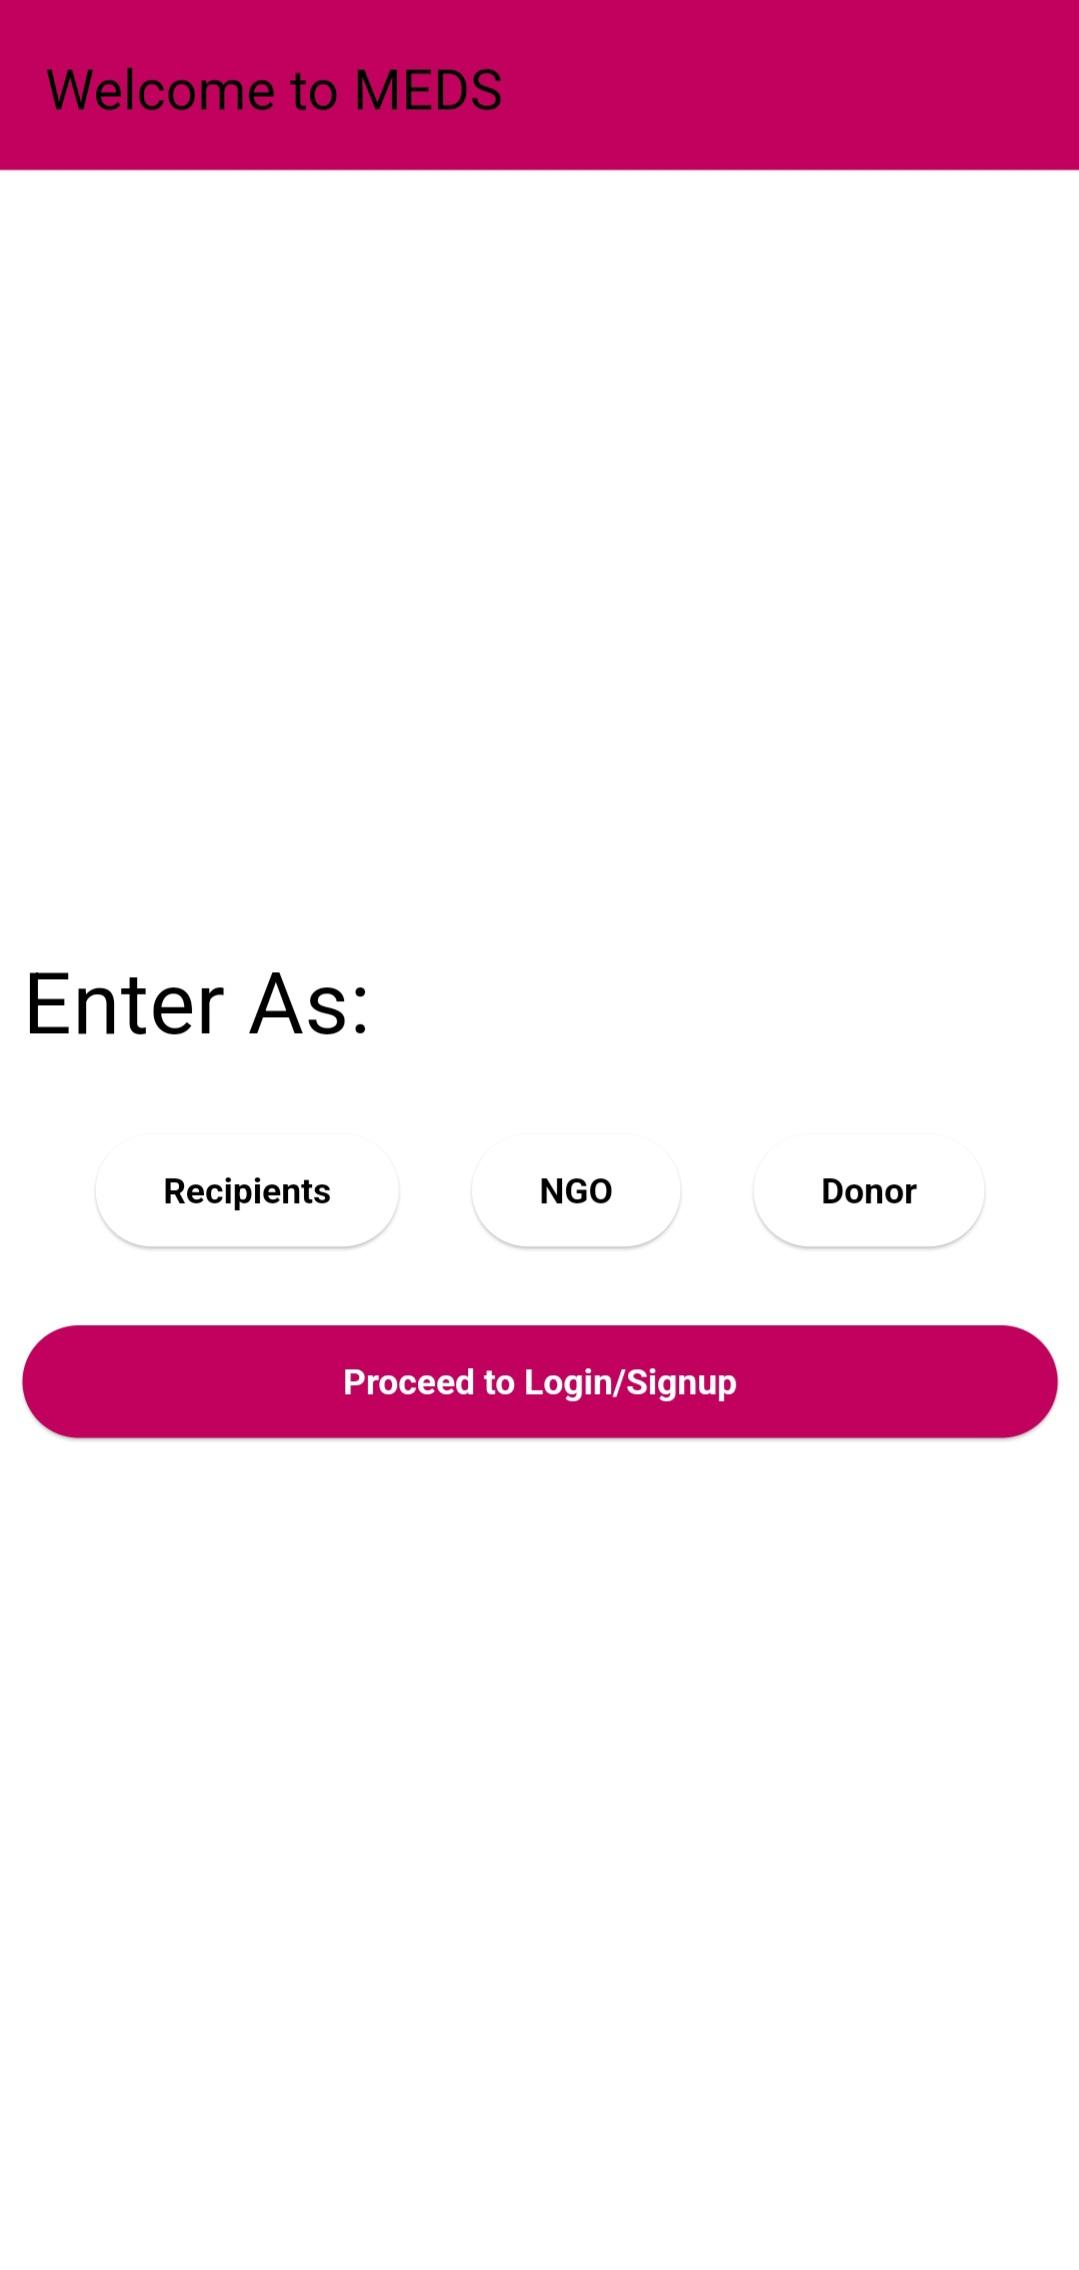 Welcome to MEDS
Enter As:
Recipients NGO Donor
Proceed to Login/Signup